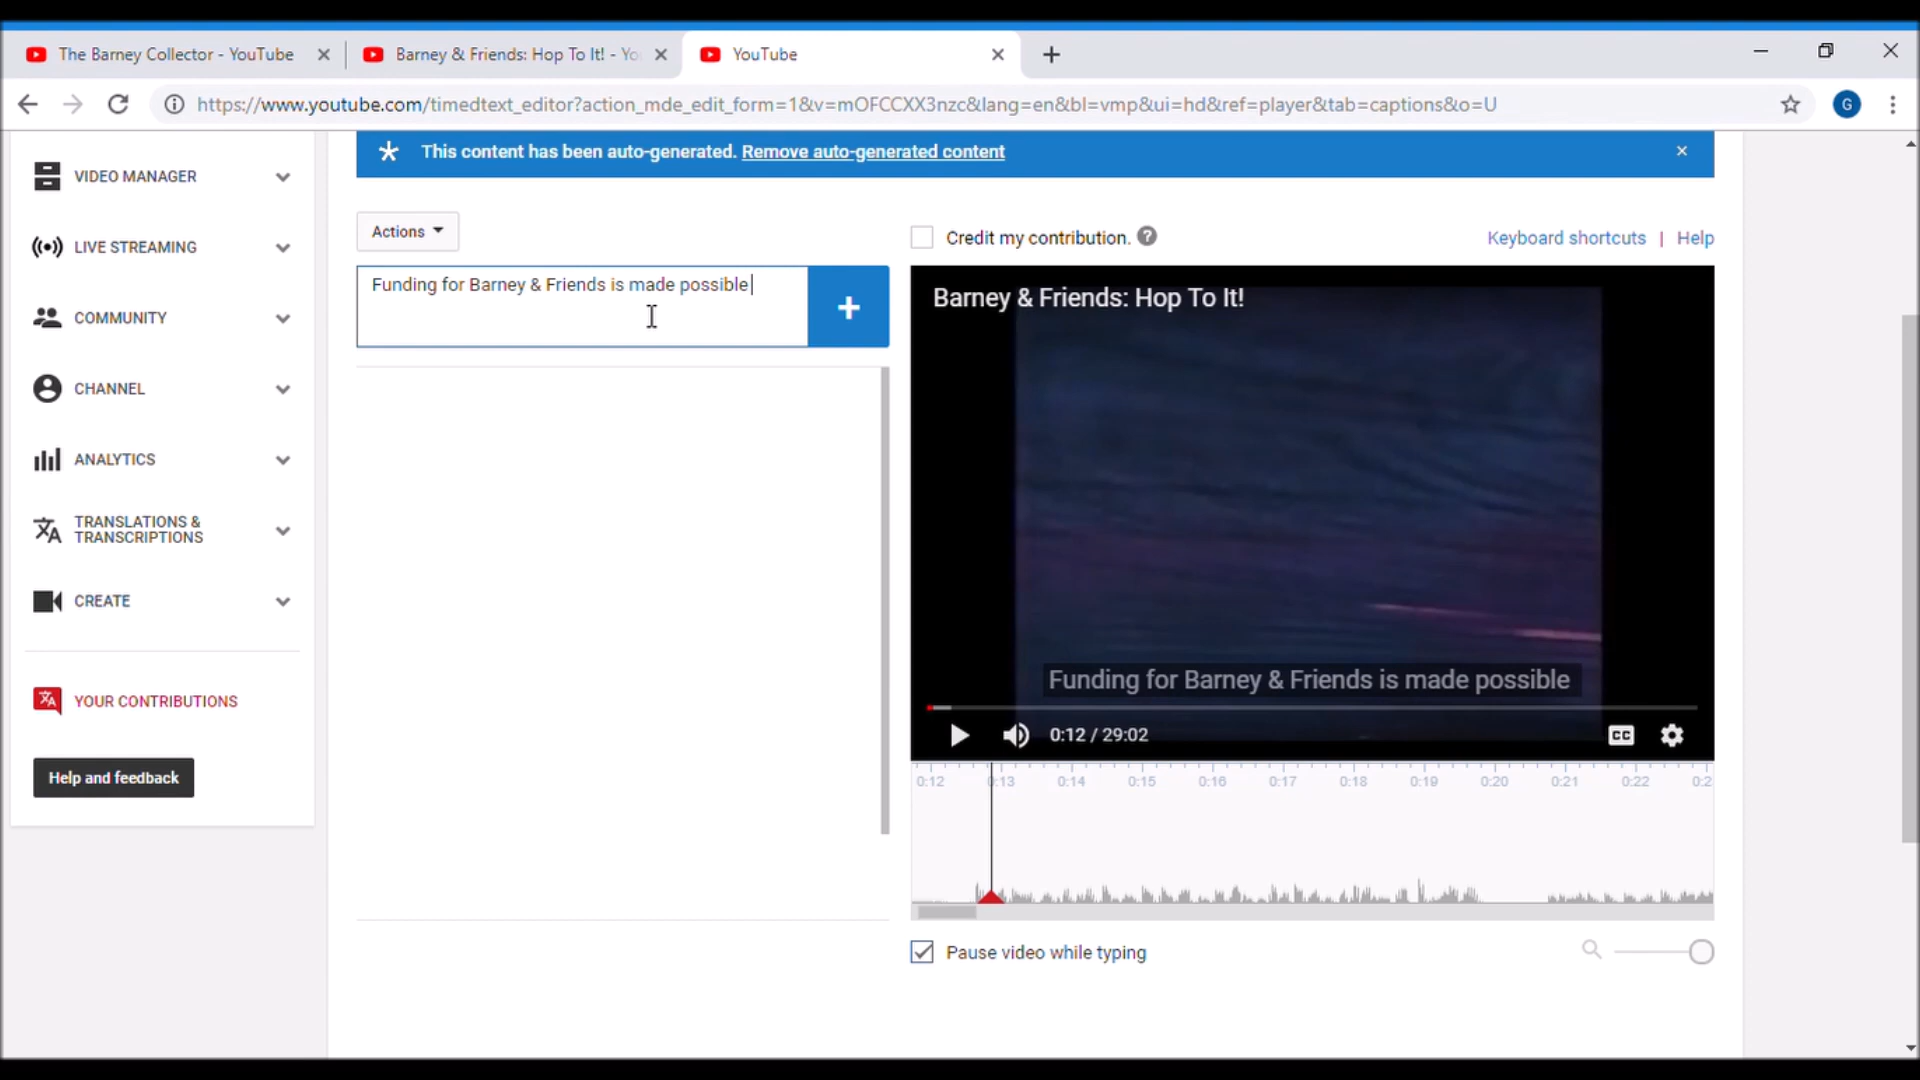 The Barney Collector - YouTube
Barney & Friends: Hop To It! - Yo
YouTube
https://www.youtube.com/timedtext_editor?action_mde_edit_form=1&v=mOFCCXX3nzc&lang=en&bl=vmp&ui=hd&ref=player&tab=captions&o=U
G
This content has been auto-generated. Remove auto-generated content
VIDEO MANAGER
LIVE STREAMING
COMMUNITY
CHANNEL
ANALYTICS
TRANSLATIONS &
TRANSCRIPTIONS
CREATE
YOUR CONTRIBUTIONS
Help and feedback
Actions
Funding for Barney & Friends is made possible
+
Credit my contribution. ?
Keyboard shortcuts | Help
Barney & Friends: Hop To It!
Funding for Barney & Friends is made possible
0:12 / 29:02
CC
0:12 0:13 0:14 0:15 0:16 0:17 0:18 0:19 0:20 0:21 0:22 0:2
Pause video while typing